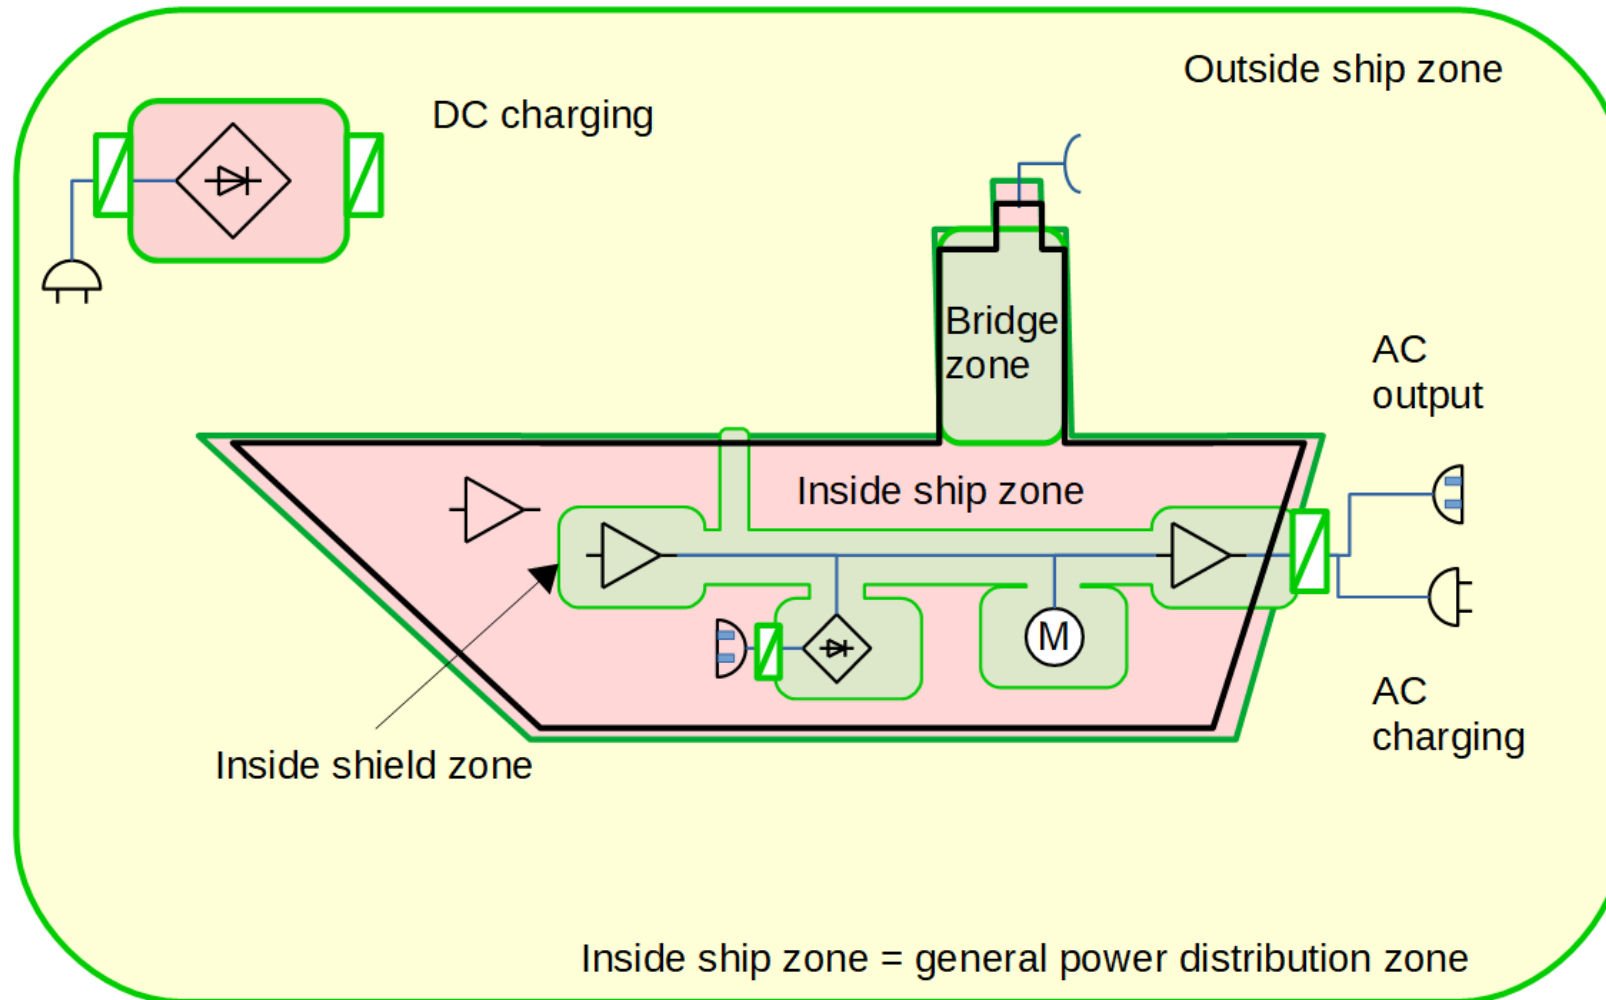 Outside ship zone
DC charging
Bridge
zone
AC
output
Inside ship zone
M
AC
charging
Inside shield zone
Inside ship zone = general power distribution zone